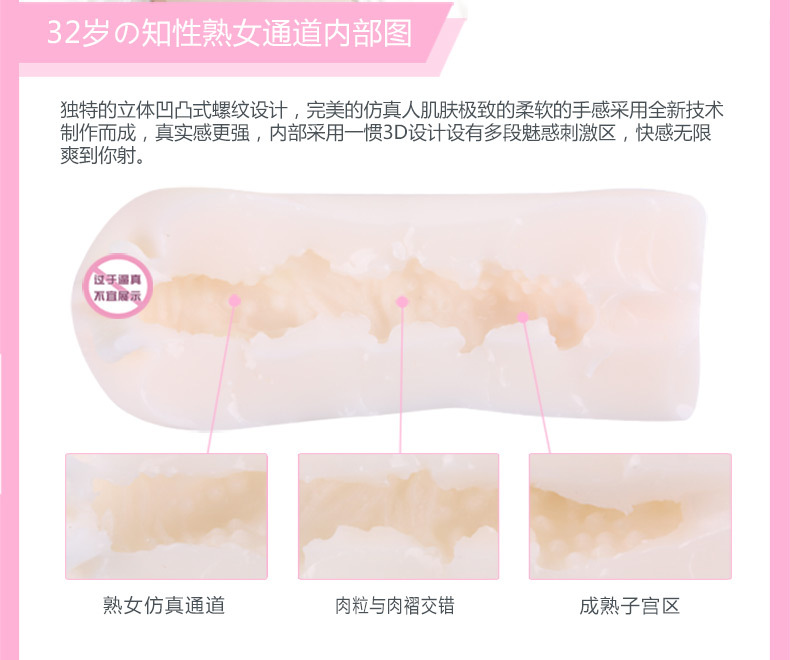 32岁の知性熟女通道内部图
独特的立体凹凸式螺纹设计，完美的仿真人肌肤极致的柔软的手感采用全新技术
制作而成，真实感更强，内部采用一惯3D设计设有多段魅惑刺激区，快感无限
爽到你射。
过于逼真
不宜展示
熟女仿真通道
肉粒与肉褶交错
成熟子宫区